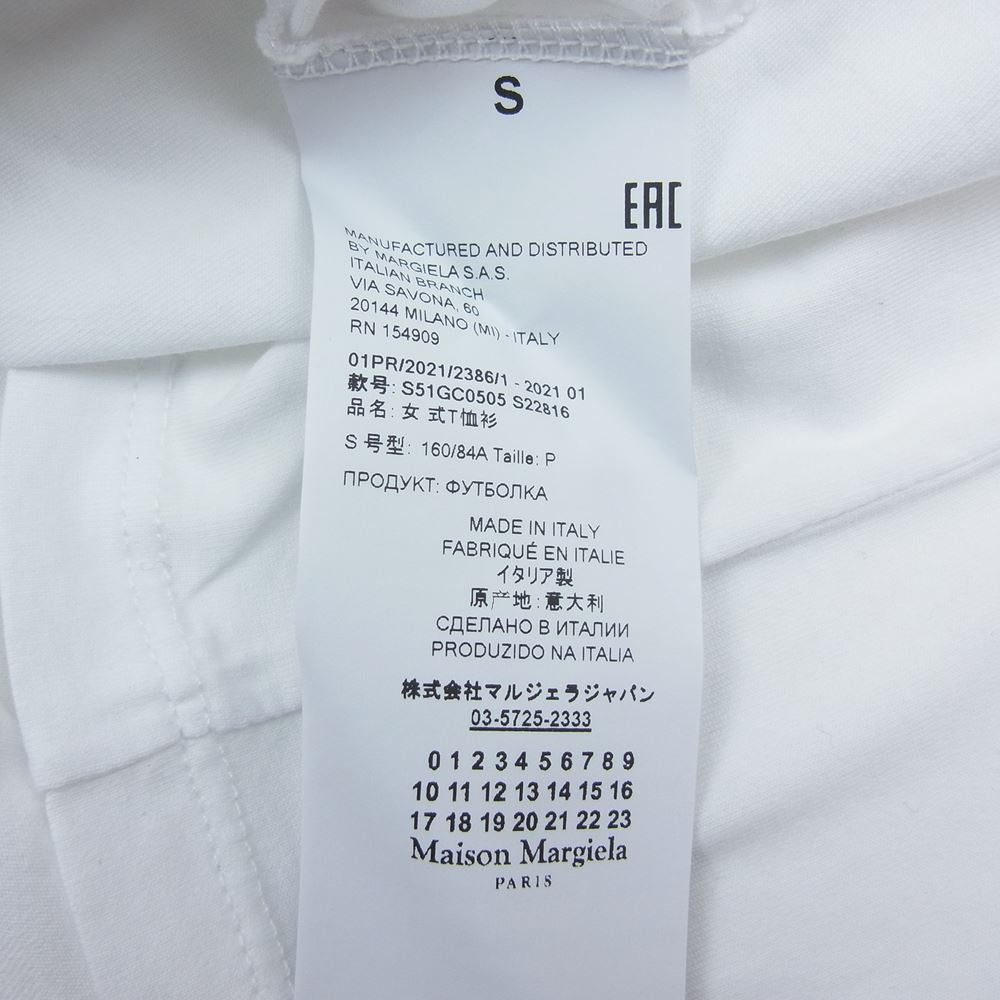 S
EAC
MANUFACTURED AND DISTRIBUTED
BY MARGIELA S.A.S.
ITALIAN BRANCH
VIA SAVONA, 60
20144 MILANO (MI) - ITALY
RN 154909
01PR/2021/2386/1 - 2021 01
款号: S51GC0505 S22816
品名: 女 式T恤衫
S 号型: 160/84A Taille: P
ПРОДУКТ: ФУТБОЛКА
MADE IN ITALY
FABRIQUÉ EN ITALIE
イタリア製
原产地:意大利
СДЕЛАНО В ИТАЛИИ
PRODUZIDO NA ITALIA
株式会社マルジェラジャパン
03-5725-2333
0 1 2 3 4 5 6 7 8 9
10 11 12 13 14 15 16
17 18 19 20 21 22 23
Maison Margiela
PARIS